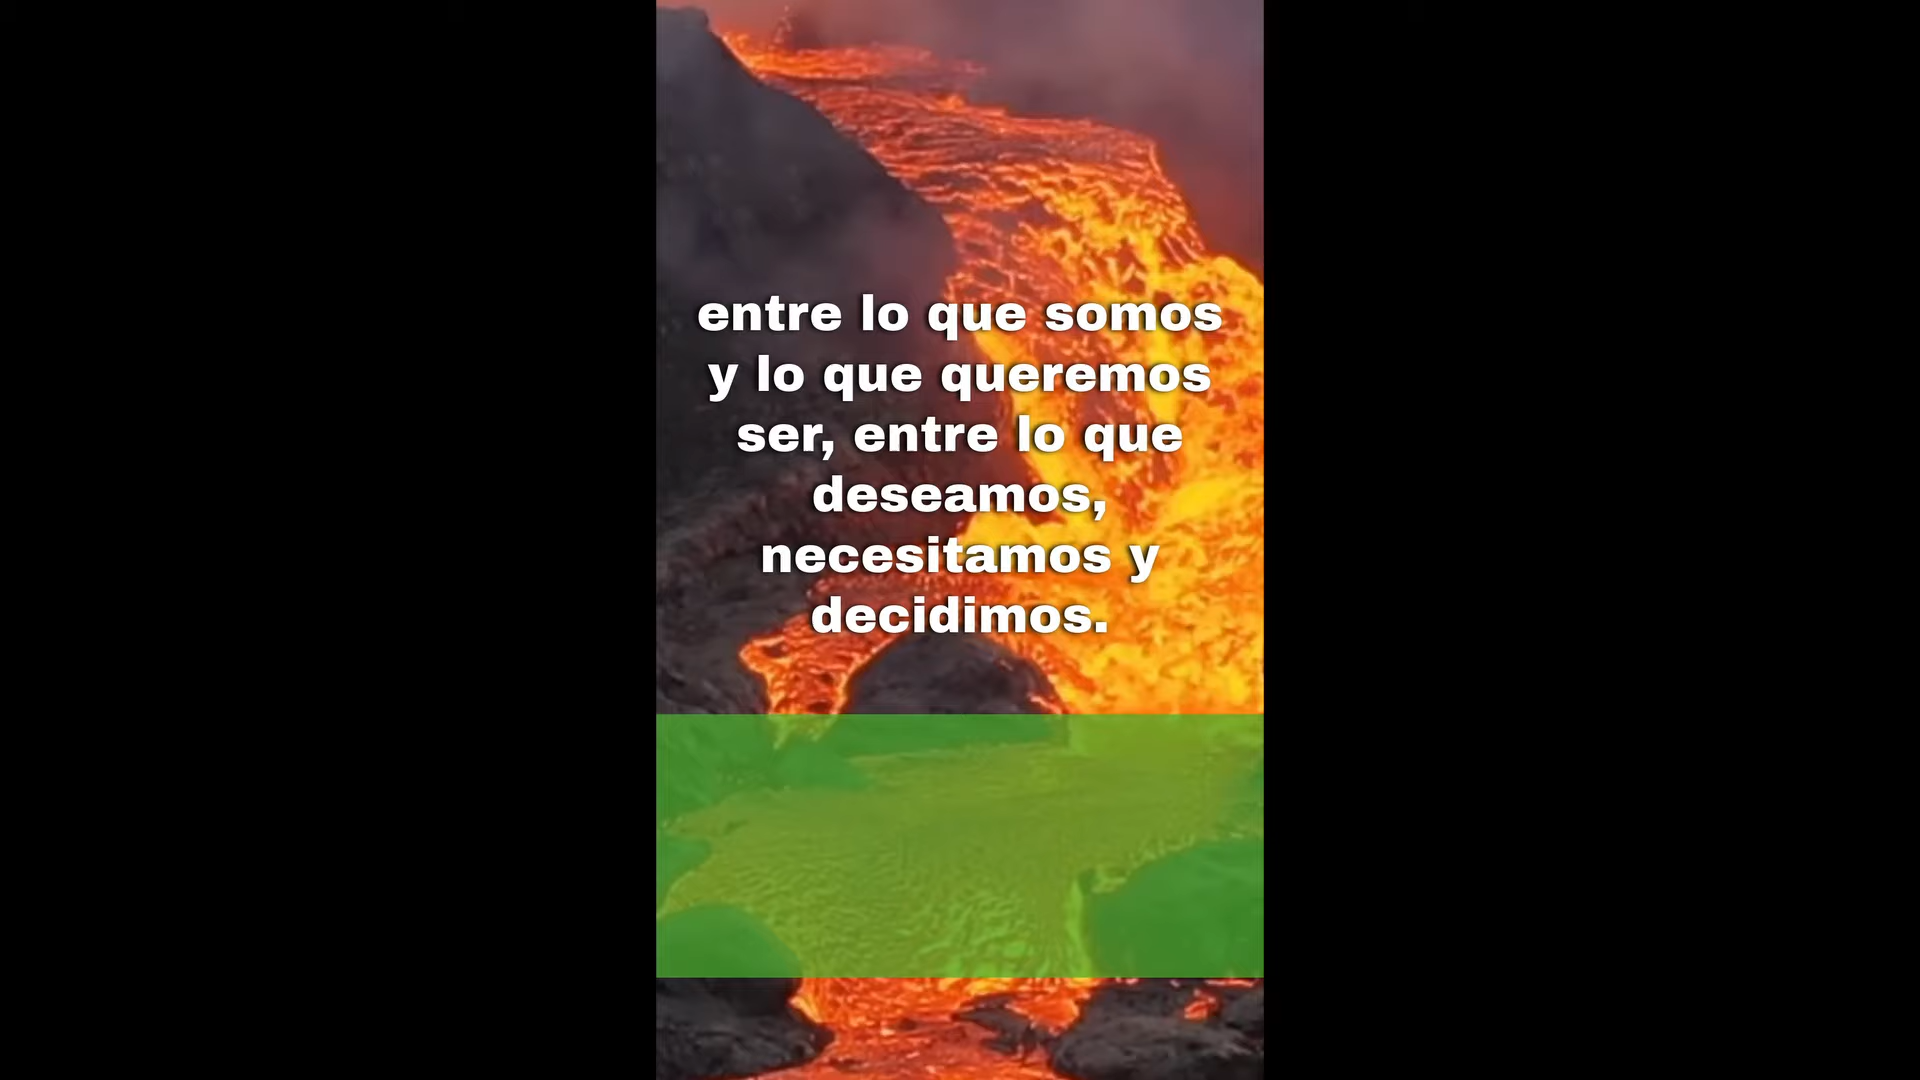 entre lo que somos
y lo que queremos
ser, entre lo que
deseamos,
necesitamos y
decidimos.